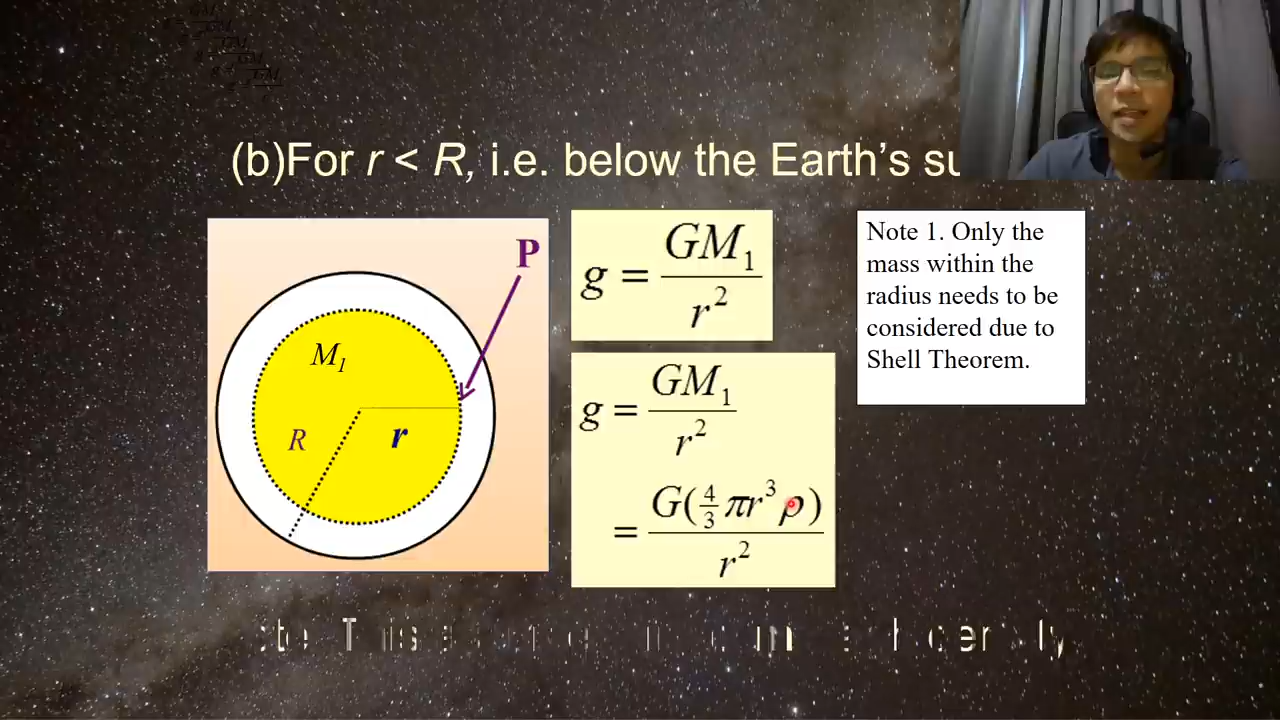 (b)For r < R, i.e. below the Earth's su
P
M₁
R
r
g = GM₁/r²
g = GM₁/r²
= G(4/3 πr³ρ)/r²
Note 1. Only the
mass within the
radius needs to be
considered due to
Shell Theorem.